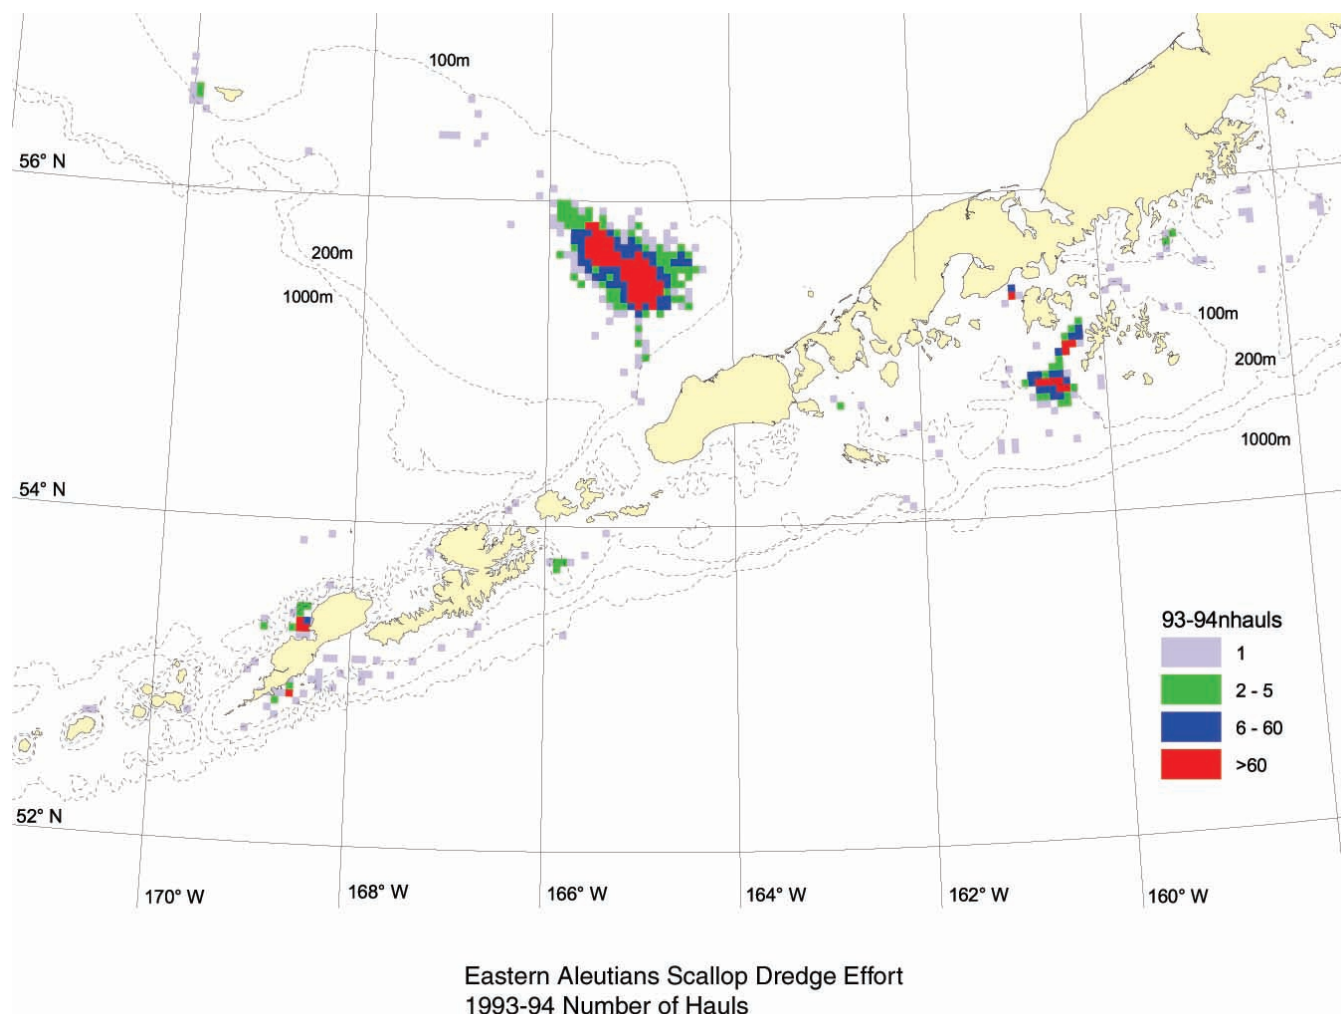 100m
56° N
200m
1000m
100m
200m
1000m
54° N
93-94nhauls
1
2 - 5
6 - 60
>60
52° N
170° W
168° W
166° W
164° W
162° W
160° W
Eastern Aleutians Scallop Dredge Effort
1993-94 Number of Hauls